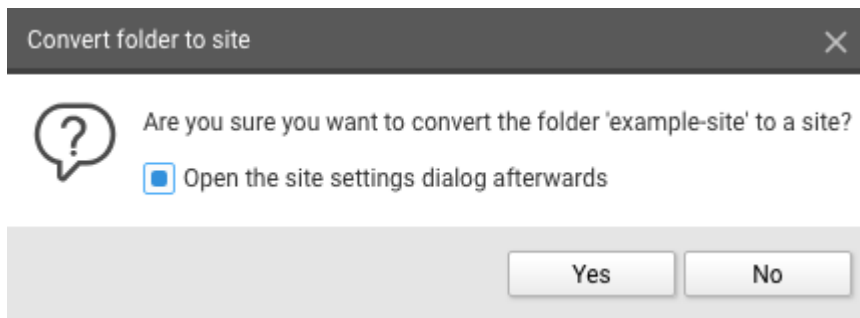 Convert folder to site
Are you sure you want to convert the folder 'example-site' to a site?
Open the site settings dialog afterwards
Yes No